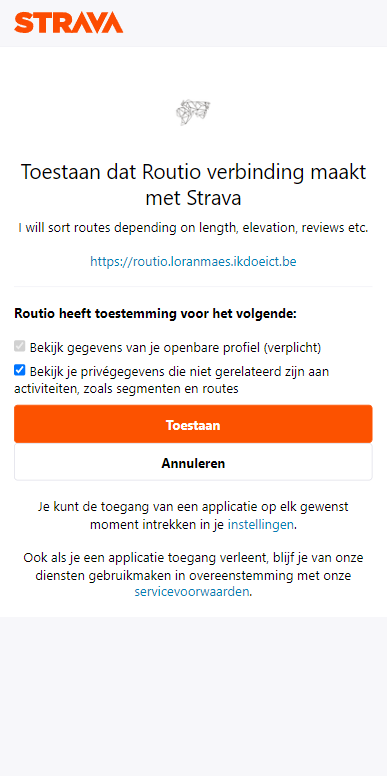 STRAVA
Toestaan dat Routio verbinding maakt
met Strava
I will sort routes depending on length, elevation, reviews etc.
https://routio.loranmaes.ikdoeict.be
Routio heeft toestemming voor het volgende:
Bekijk gegevens van je openbare profiel (verplicht)
Bekijk je privégegevens die niet gerelateerd zijn aan
activiteiten, zoals segmenten en routes
Toestaan
Annuleren
Je kunt de toegang van een applicatie op elk gewenst
moment intrekken in je instellingen.
Ook als je een applicatie toegang verleent, blijf je van onze
diensten gebruikmaken in overeenstemming met onze
servicevoorwaarden.